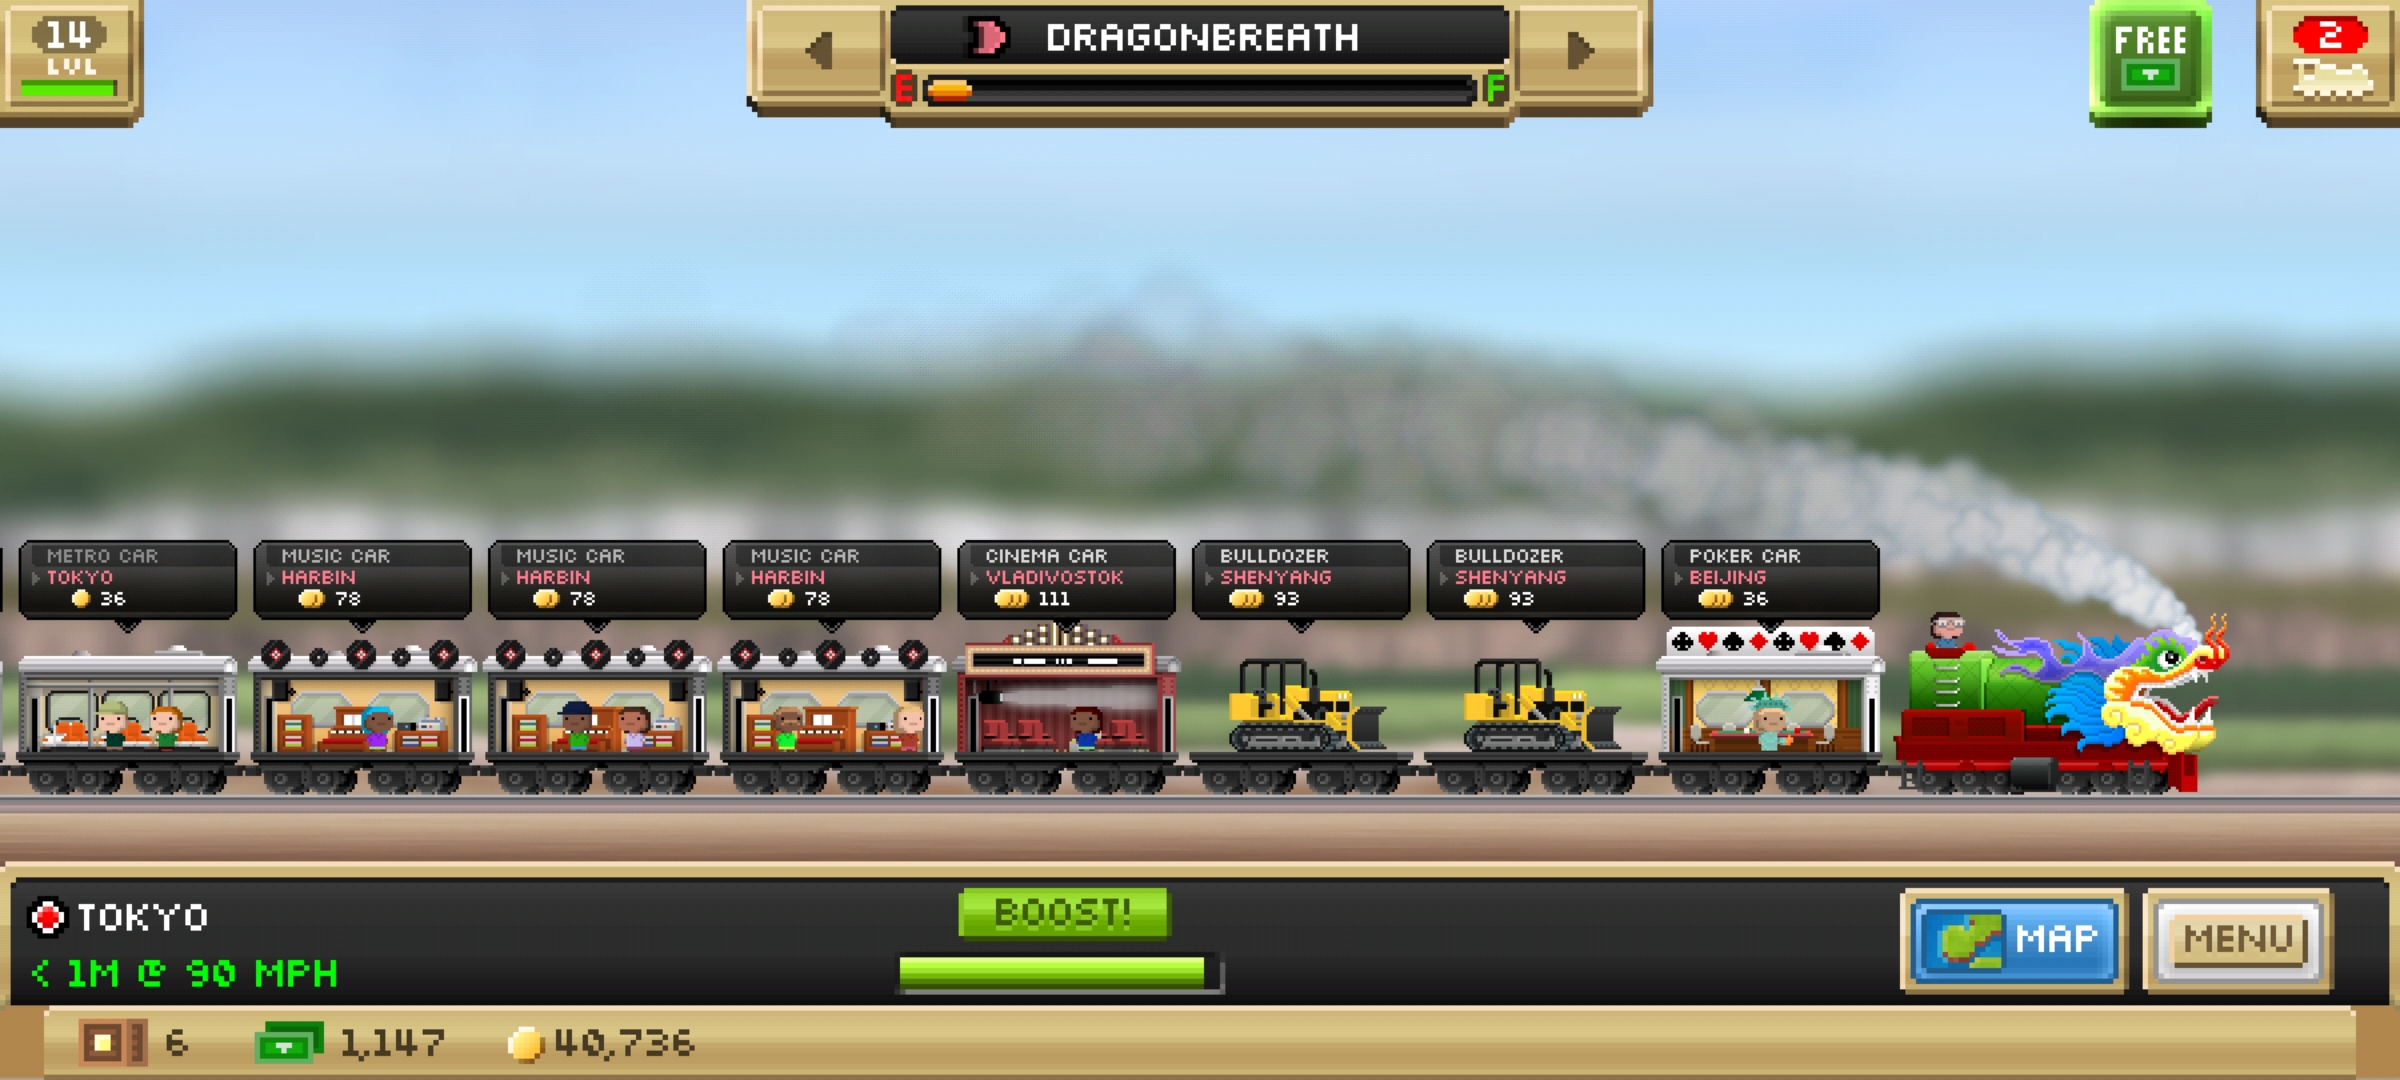 14
LVL
DRAGONBREATH
E F
FREE
2
METRO CAR
TOKYO
36
MUSIC CAR
HARBIN
78
MUSIC CAR
HARBIN
78
MUSIC CAR
HARBIN
78
CINEMA CAR
VLADIVOSTOK
111
BULLDOZER
SHENYANG
93
BULLDOZER
SHENYANG
93
POKER CAR
BEIJING
36
TOKYO
< 1M @ 90 MPH
BOOST!
MAP
MENU
6
1,147
40,736